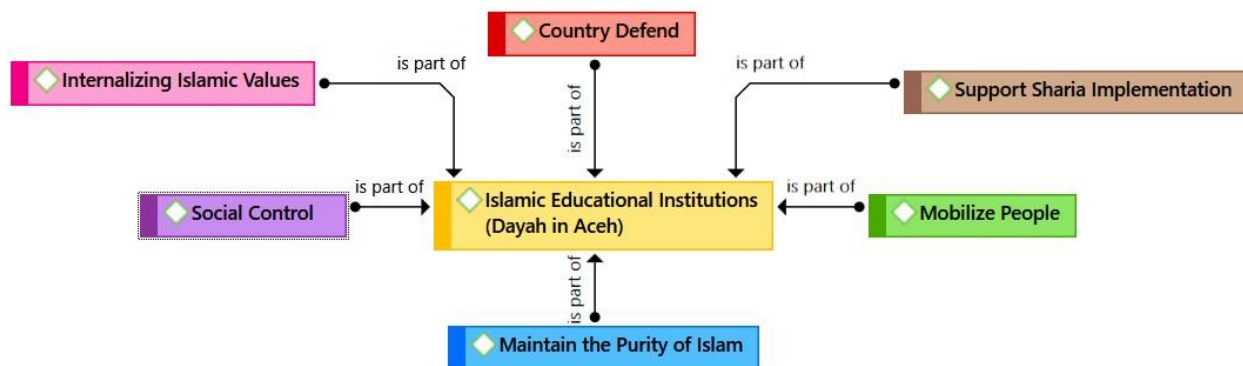 Country Defend
is part of
is part of
Internalizing Islamic Values
Support Sharia Implementation
is part of
is part of
is part of
Social Control
Islamic Educational Institutions
(Dayah in Aceh)
Mobilize People
is part of
Maintain the Purity of Islam